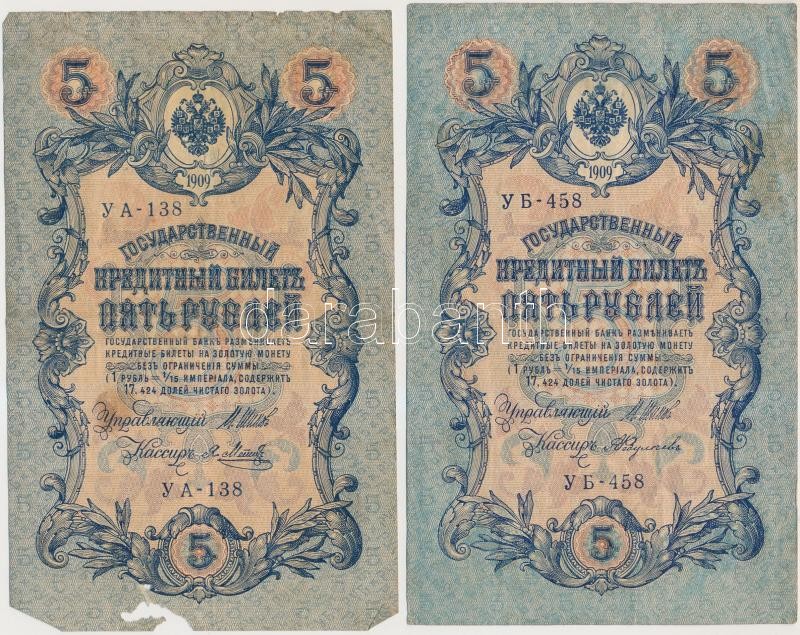 5 5
1909
УА-138
ГОСУДАРСТВЕННЫЙ
КРЕДИТНЫЙ БИЛЕТЪ
ПЯТЬ РУБЛЕЙ
ГОСУДАРСТВЕННЫЙ БАНКЪ РАЗМѢНИВАЕТЪ
КРЕДИТНЫЕ БИЛЕТЫ НА ЗОЛОТУЮ МОНЕТУ
БЕЗЪ ОГРАНИЧЕНІЯ СУММЫ
(1 РУБЛЬ = 1/15 ИМПЕРІАЛА, СОДЕРЖИТЪ
17,424 ДОЛЕЙ ЧИСТАГО ЗОЛОТА).
Управляющій
Кассиръ
УА-138
5
5 5
1909
УБ-458
ГОСУДАРСТВЕННЫЙ
КРЕДИТНЫЙ БИЛЕТЪ
ПЯТЬ РУБЛЕЙ
ГОСУДАРСТВЕННЫЙ БАНКЪ РАЗМѢНИВАЕТЪ
КРЕДИТНЫЕ БИЛЕТЫ НА ЗОЛОТУЮ МОНЕТУ
БЕЗЪ ОГРАНИЧЕНІЯ СУММЫ
(1 РУБЛЬ = 1/15 ИМПЕРІАЛА, СОДЕРЖИТЪ
17,424 ДОЛЕЙ ЧИСТАГО ЗОЛОТА).
Управляющій
Кассиръ
УБ-458
5
darabanth